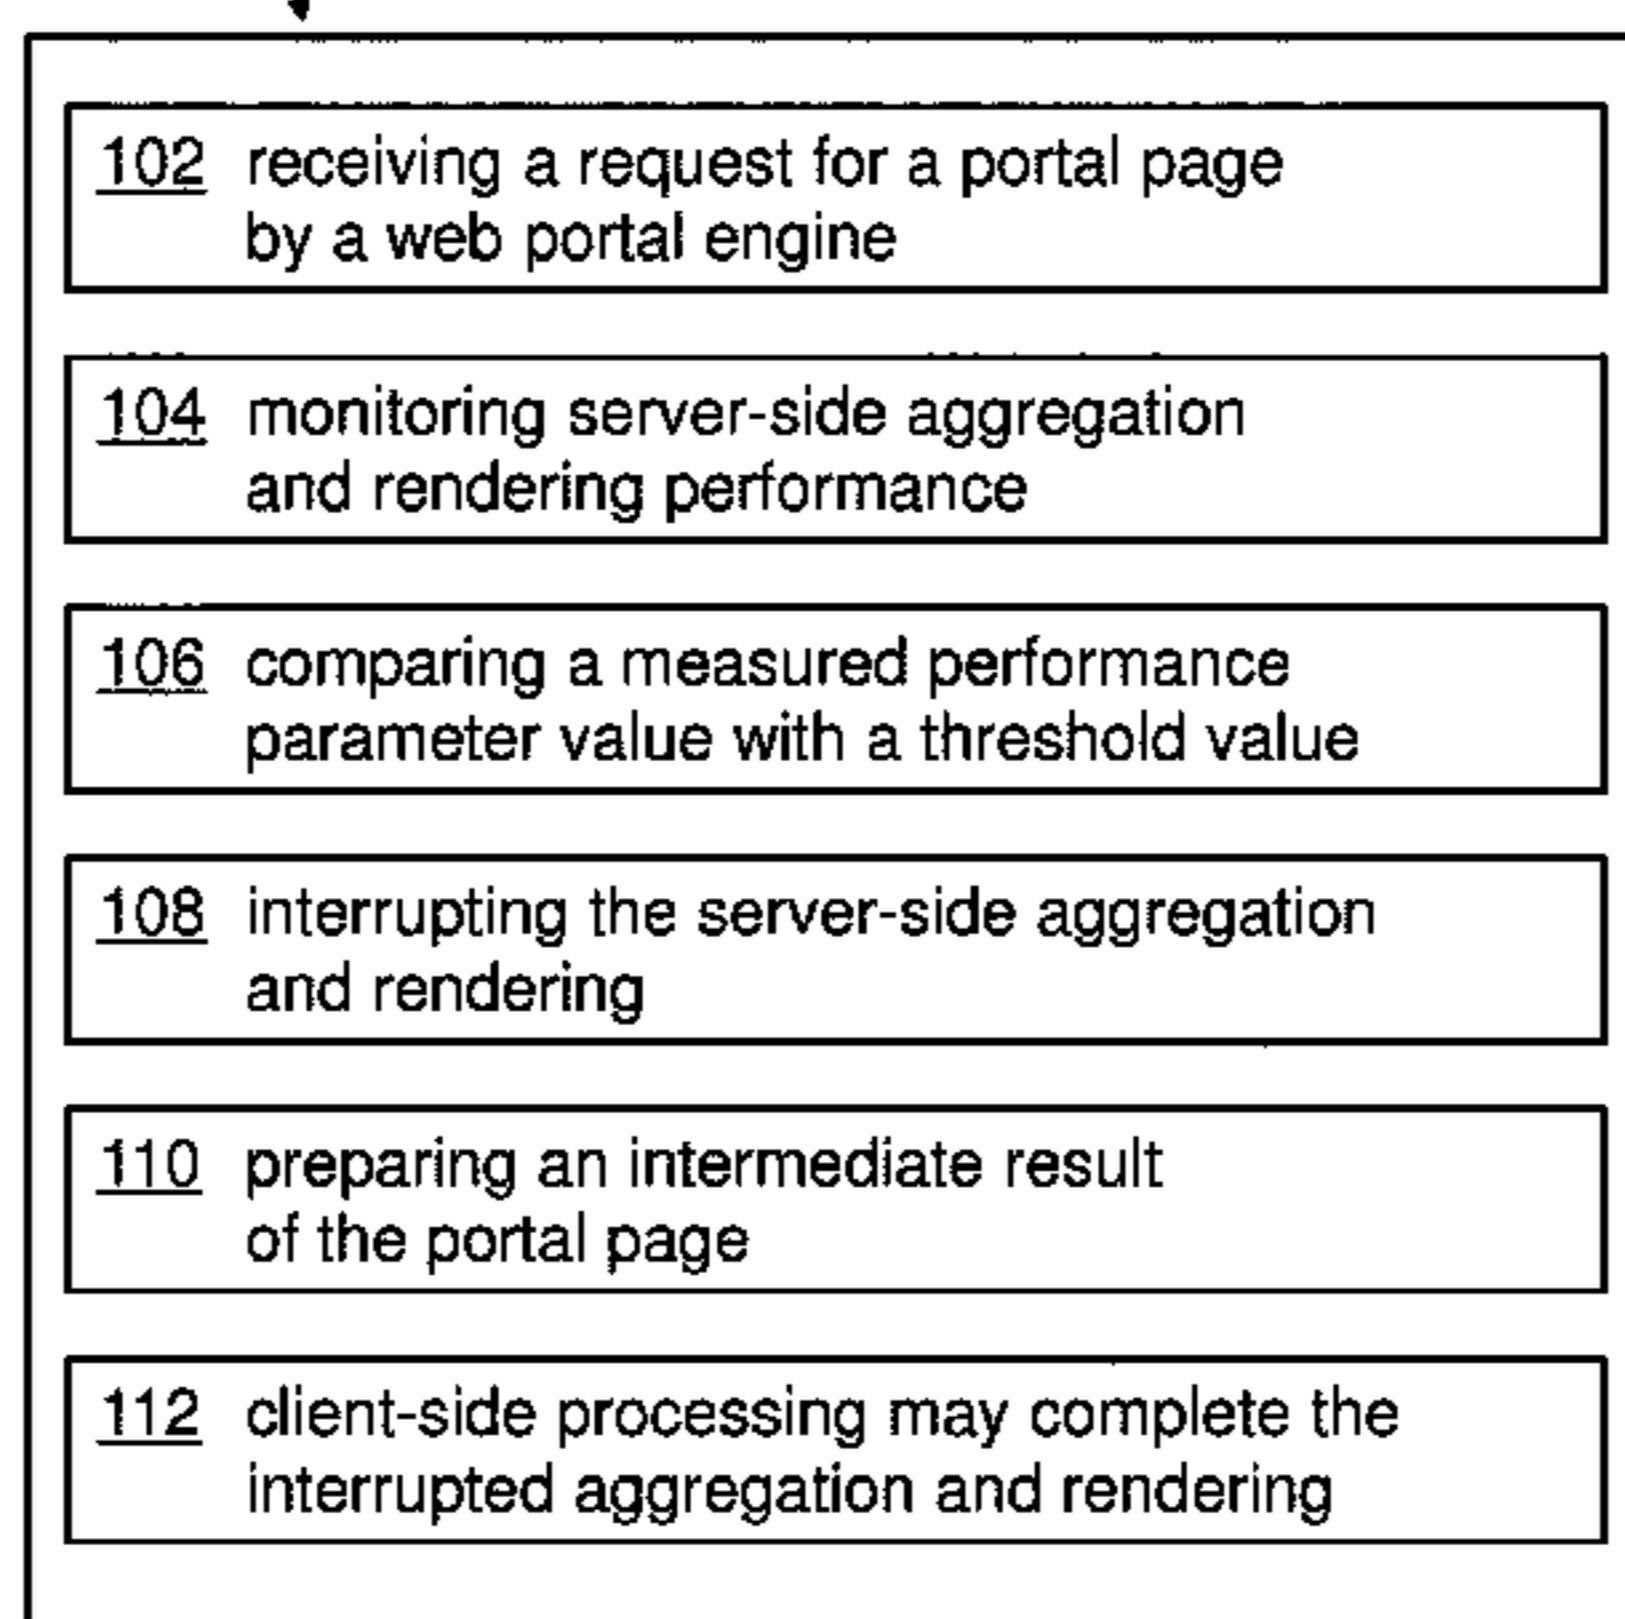 102 receiving a request for a portal page
by a web portal engine
104 monitoring server-side aggregation
and rendering performance
106 comparing a measured performance
parameter value with a threshold value
108 interrupting the server-side aggregation
and rendering
110 preparing an intermediate result
of the portal page
112 client-side processing may complete the
interrupted aggregation and rendering